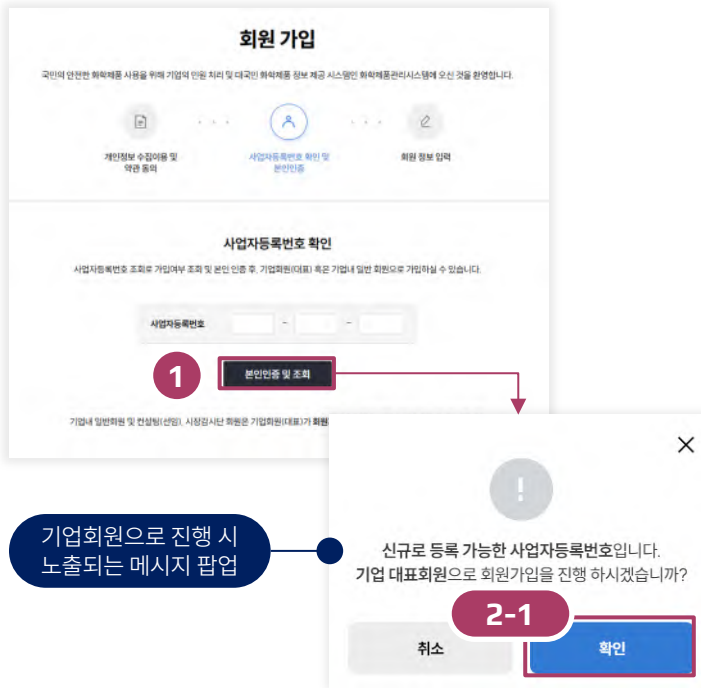 회원 가입
국민의 안전한 화학제품 사용을 위해 기업의 민원 처리 및 대국민 화학제품 정보 제공 시스템인 화학제품관리시스템에 오신 것을 환영합니다.
개인정보 수집이용 및
약관 동의
사업자등록번호 확인 및
본인인증
회원 정보 입력
사업자등록번호 확인
사업자등록번호 조회로 가입여부 조회 및 본인 인증 후, 기업회원(대표) 혹은 기업내 일반 회원으로 가입하실 수 있습니다.
사업자등록번호 - -
1
본인인증 및 조회
기업내 일반회원 및 컨설팅(선임), 시장감시단 회원은 기업회원(대표)가 회원
기업회원으로 진행 시
노출되는 메시지 팝업
신규로 등록 가능한 사업자등록번호입니다.
기업 대표회원으로 회원가입을 진행 하시겠습니까?
2-1
취소
확인